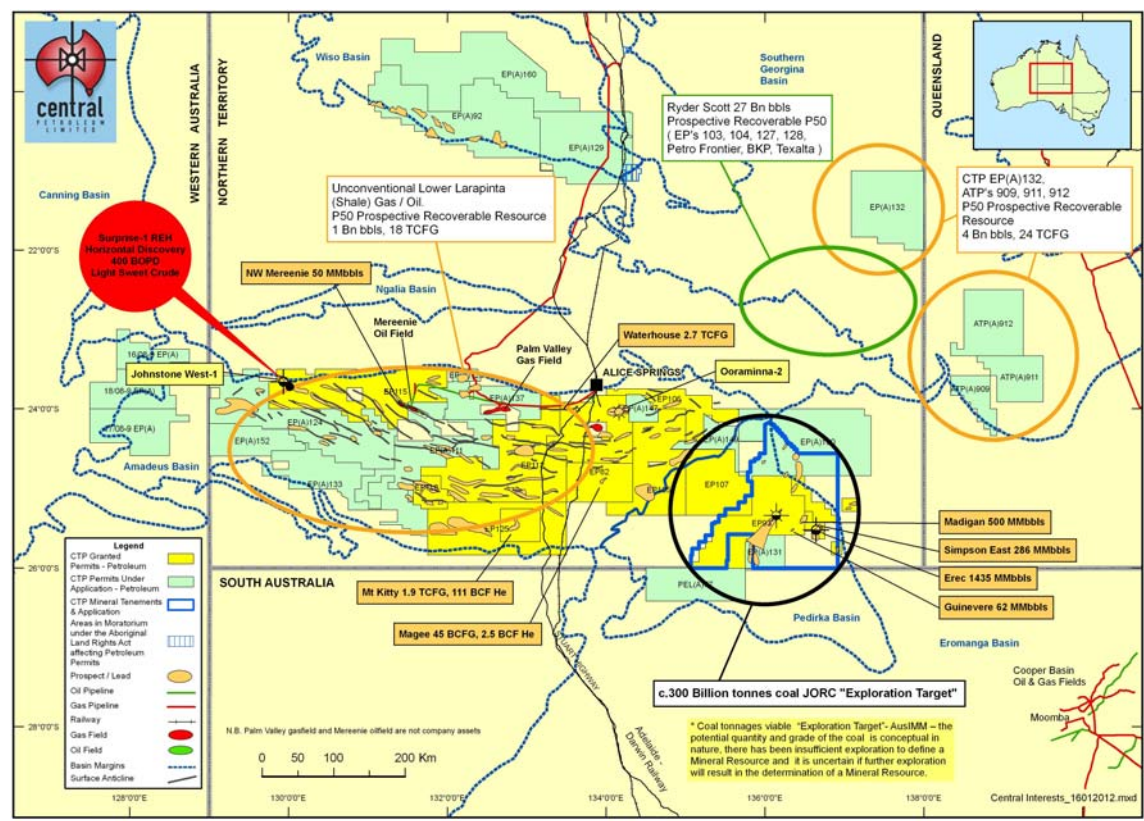 central
PETROLEUM
LIMITED
WESTERN AUSTRALIA
NORTHERN TERRITORY
Wiso Basin
EP(A)160
EP(A)92
EP(A)129
Southern
Georgina
Basin
QUEENSLAND
Ryder Scott 27 Bn bbls
Prospective Recoverable P50
( EP's 103, 104, 127, 128,
Petro Frontier, BKP, Texalta )
CTP EP(A)132,
ATP's 909, 911, 912
P50 Prospective Recoverable
Resource
4 Bn bbls, 24 TCFG
EP(A)132
Canning Basin
Unconventional Lower Larapinta
(Shale) Gas / Oil.
P50 Prospective Recoverable Resource
1 Bn bbls, 18 TCFG
Surprise-1 REH
Horizontal Discovery
400 BOPD
Light Sweet Crude
22°0'0"S
NW Mereenie 50 MMbbls
Ngalia Basin
Mereenie
Oil Field
Palm Valley
Gas Field
Waterhouse 2.7 TCFG
ALICE SPRINGS
Ooraminna-2
ATP(A)912
ATP(A)911
ATP(A)909
Johnstone West-1
24°0'0"S
EP115
EP(A)137
EP(A)124
EP(A)152
EP(A)133
EP82
EP107
EP(A)131
EP125
Amadeus Basin
Madigan 500 MMbbls
Simpson East 286 MMbbls
Erec 1435 MMbbls
Guinevere 62 MMbbls
26°0'0"S
SOUTH AUSTRALIA
Mt Kitty 1.9 TCFG, 111 BCF He
Magee 45 BCFG, 2.5 BCF He
Pedirka Basin
Eromanga Basin
STUART HIGHWAY
Adelaide -
Darwin Railway
c.300 Billion tonnes coal JORC "Exploration Target"
Cooper Basin
Oil & Gas Fields
Moomba
* Coal tonnages viable "Exploration Target"- AusIMM – the
potential quantity and grade of the coal is conceptual in
nature, there has been insufficient exploration to define a
Mineral Resource and it is uncertain if further exploration
will result in the determination of a Mineral Resource.
Legend
CTP Granted
Permits - Petroleum
CTP Permits Under
Application - Petroleum
CTP Mineral Tenements
& Application
Areas in Moratorium
under the Aboriginal
Land Rights Act
affecting Petroleum
Permits
Prospect / Lead
Oil Pipeline
Gas Pipeline
Railway
Gas Field
Oil Field
Basin Margins
Surface Anticline
28°0'0"S
N.B. Palm Valley gasfield and Mereenie oilfield are not company assets
0 50 100 200 Km
128°0'0"E
130°0'0"E
132°0'0"E
134°0'0"E
136°0'0"E
138°0'0"E
Central Interests_16012012.mxd